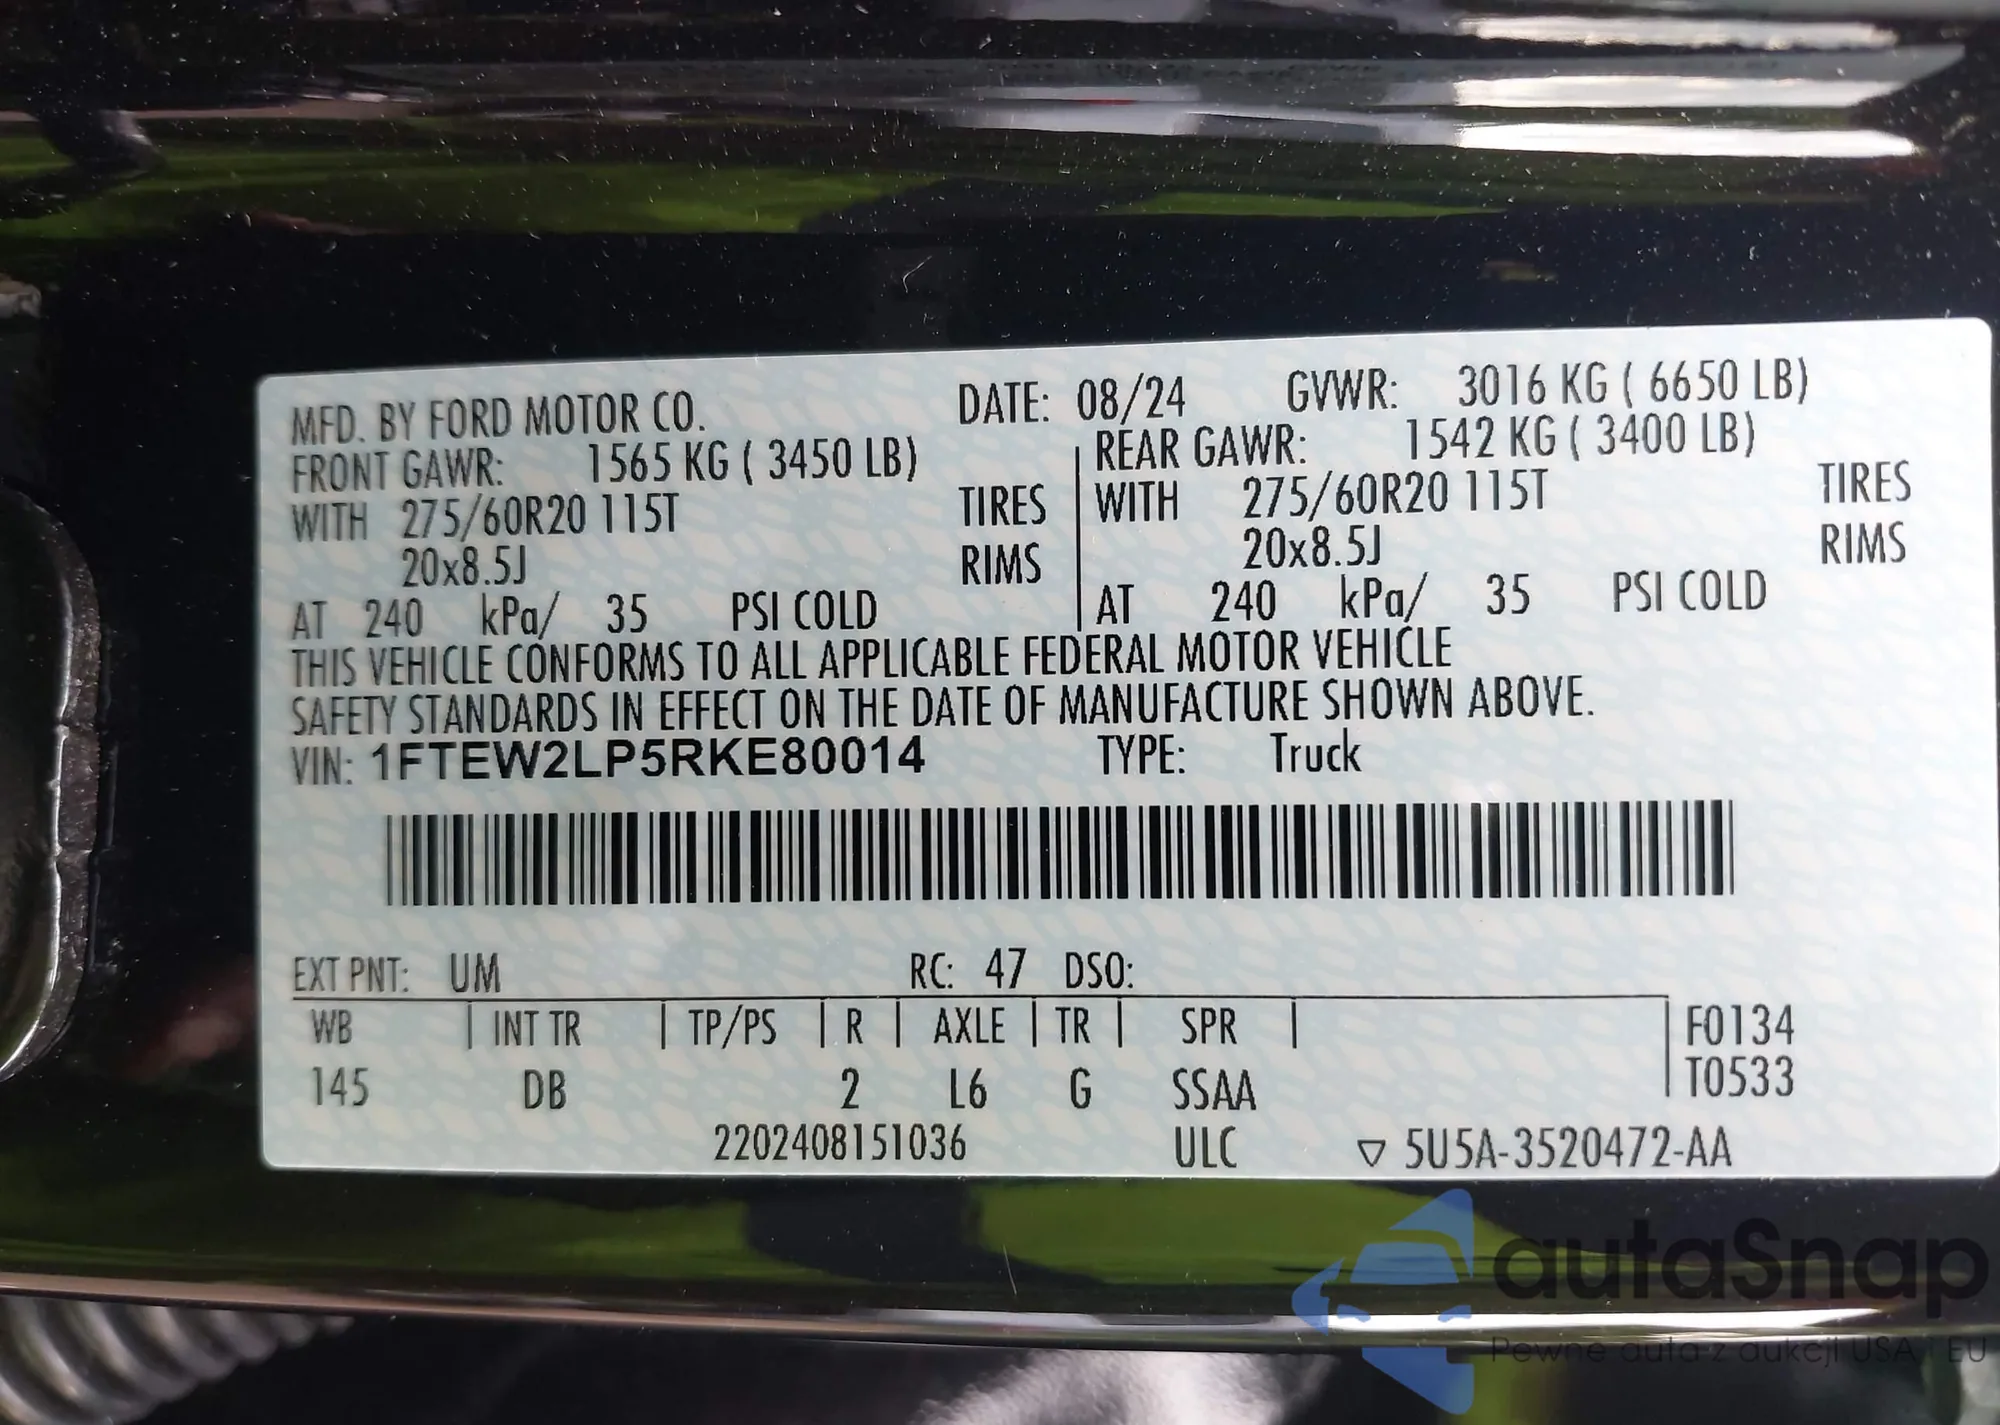 MFD. BY FORD MOTOR CO. DATE: 08/24 GVWR: 3016 KG ( 6650 LB)
FRONT GAWR: 1565 KG ( 3450 LB) REAR GAWR: 1542 KG ( 3400 LB)
WITH 275/60R20 115T TIRES WITH 275/60R20 115T TIRES
20x8.5J RIMS 20x8.5J RIMS
AT 240 kPa/ 35 PSI COLD AT 240 kPa/ 35 PSI COLD
THIS VEHICLE CONFORMS TO ALL APPLICABLE FEDERAL MOTOR VEHICLE
SAFETY STANDARDS IN EFFECT ON THE DATE OF MANUFACTURE SHOWN ABOVE.
VIN: 1FTEW2LP5RKE80014 TYPE: Truck
EXT PNT: UM RC: 47 DSO:
WB | INT TR | TP/PS | R | AXLE | TR | SPR | F0134
145 DB 2 L6 G SSAA T0533
2202408151036 ULC ▽ 5U5A-3520472-AA
autaSnap
Pewne auta z aukcji USA i EU